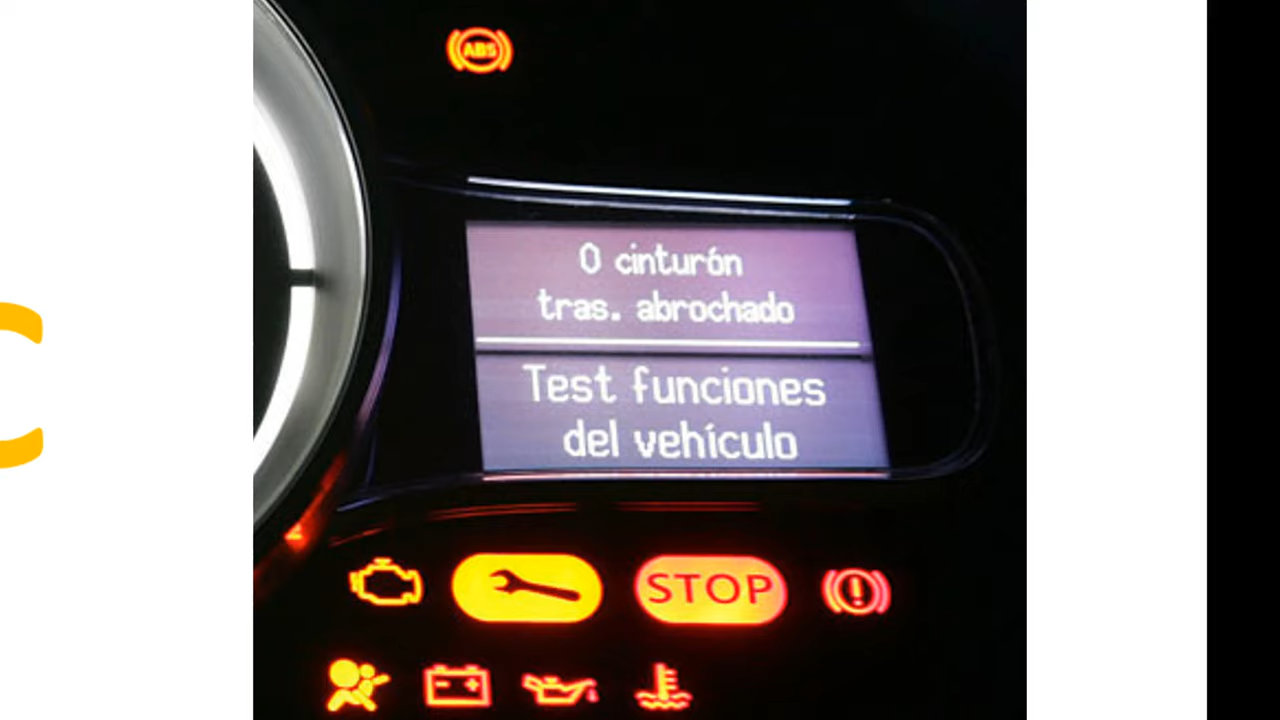 ABS
0 cinturón
tras. abrochado
Test funciones
del vehículo
STOP